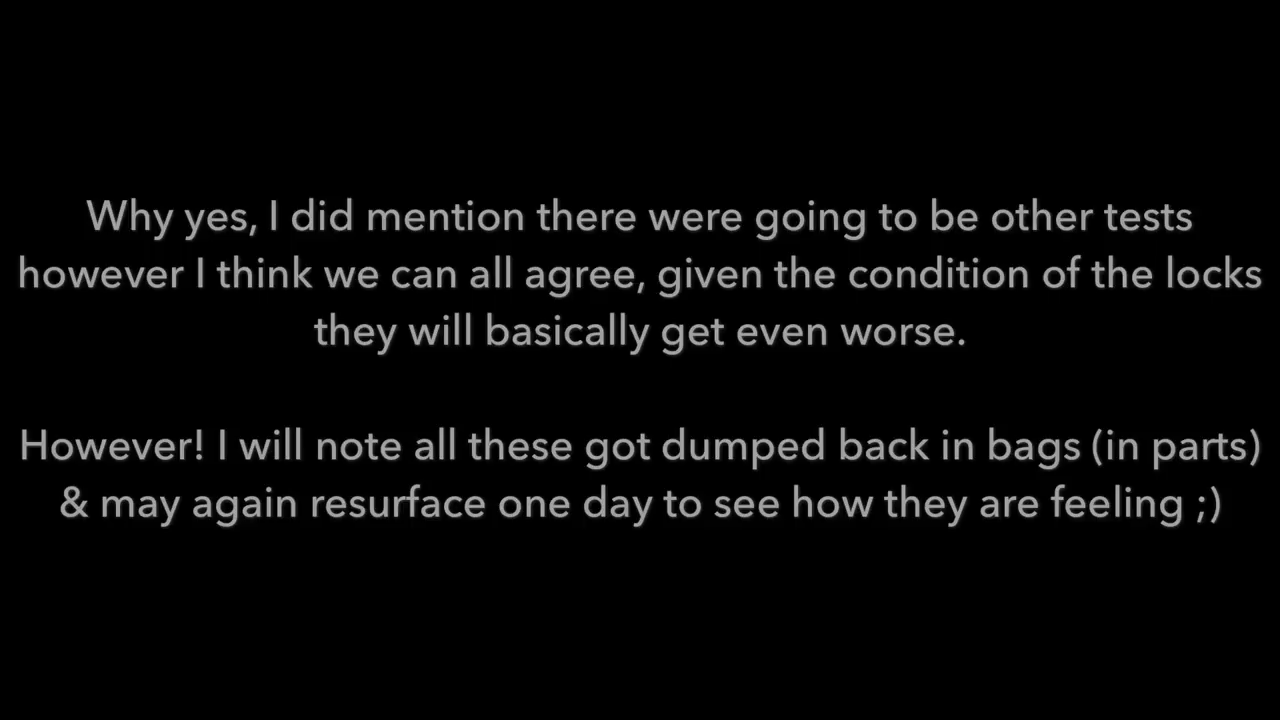 Why yes, I did mention there were going to be other tests
however I think we can all agree, given the condition of the locks
they will basically get even worse.
However! I will note all these got dumped back in bags (in parts)
& may again resurface one day to see how they are feeling ;)